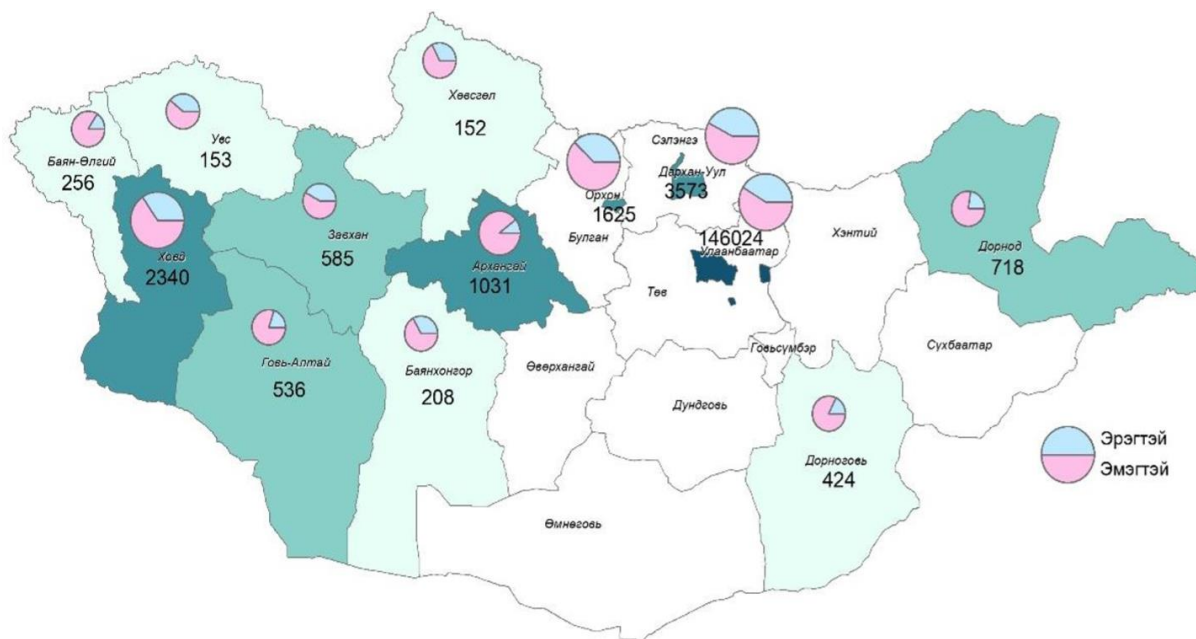 Хөвсгөл
152
Увс
153
Баян-Өлгий
256
Сэлэнгэ
Дархан-Уул
3573
Орхон
1625
Булган
Ховд
2340
Завхан
585
Архангай
1031
146024
Улаанбаатар
Хэнтий
Дорнод
718
Төв
Говь-Алтай
536
Баянхонгор
208
Өвөрхангай
Говьсүмбэр
Сүхбаатар
Дундговь
Дорноговь
424
Өмнөговь
Эрэгтэй
Эмэгтэй